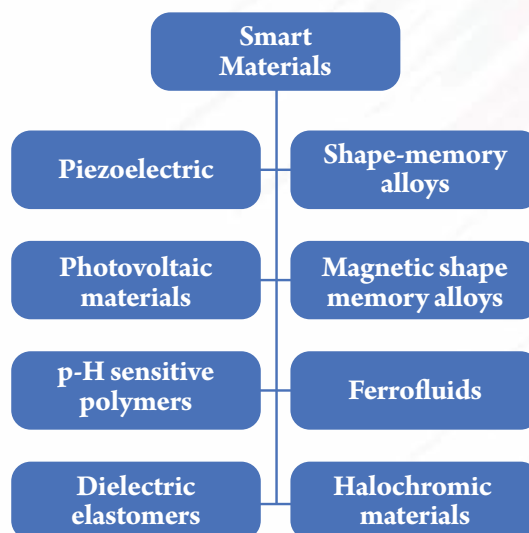 Smart
Materials
Piezoelectric
Shape-memory
alloys
Photovoltaic
materials
Magnetic shape
memory alloys
p-H sensitive
polymers
Ferrofluids
Dielectric
elastomers
Halochromic
materials